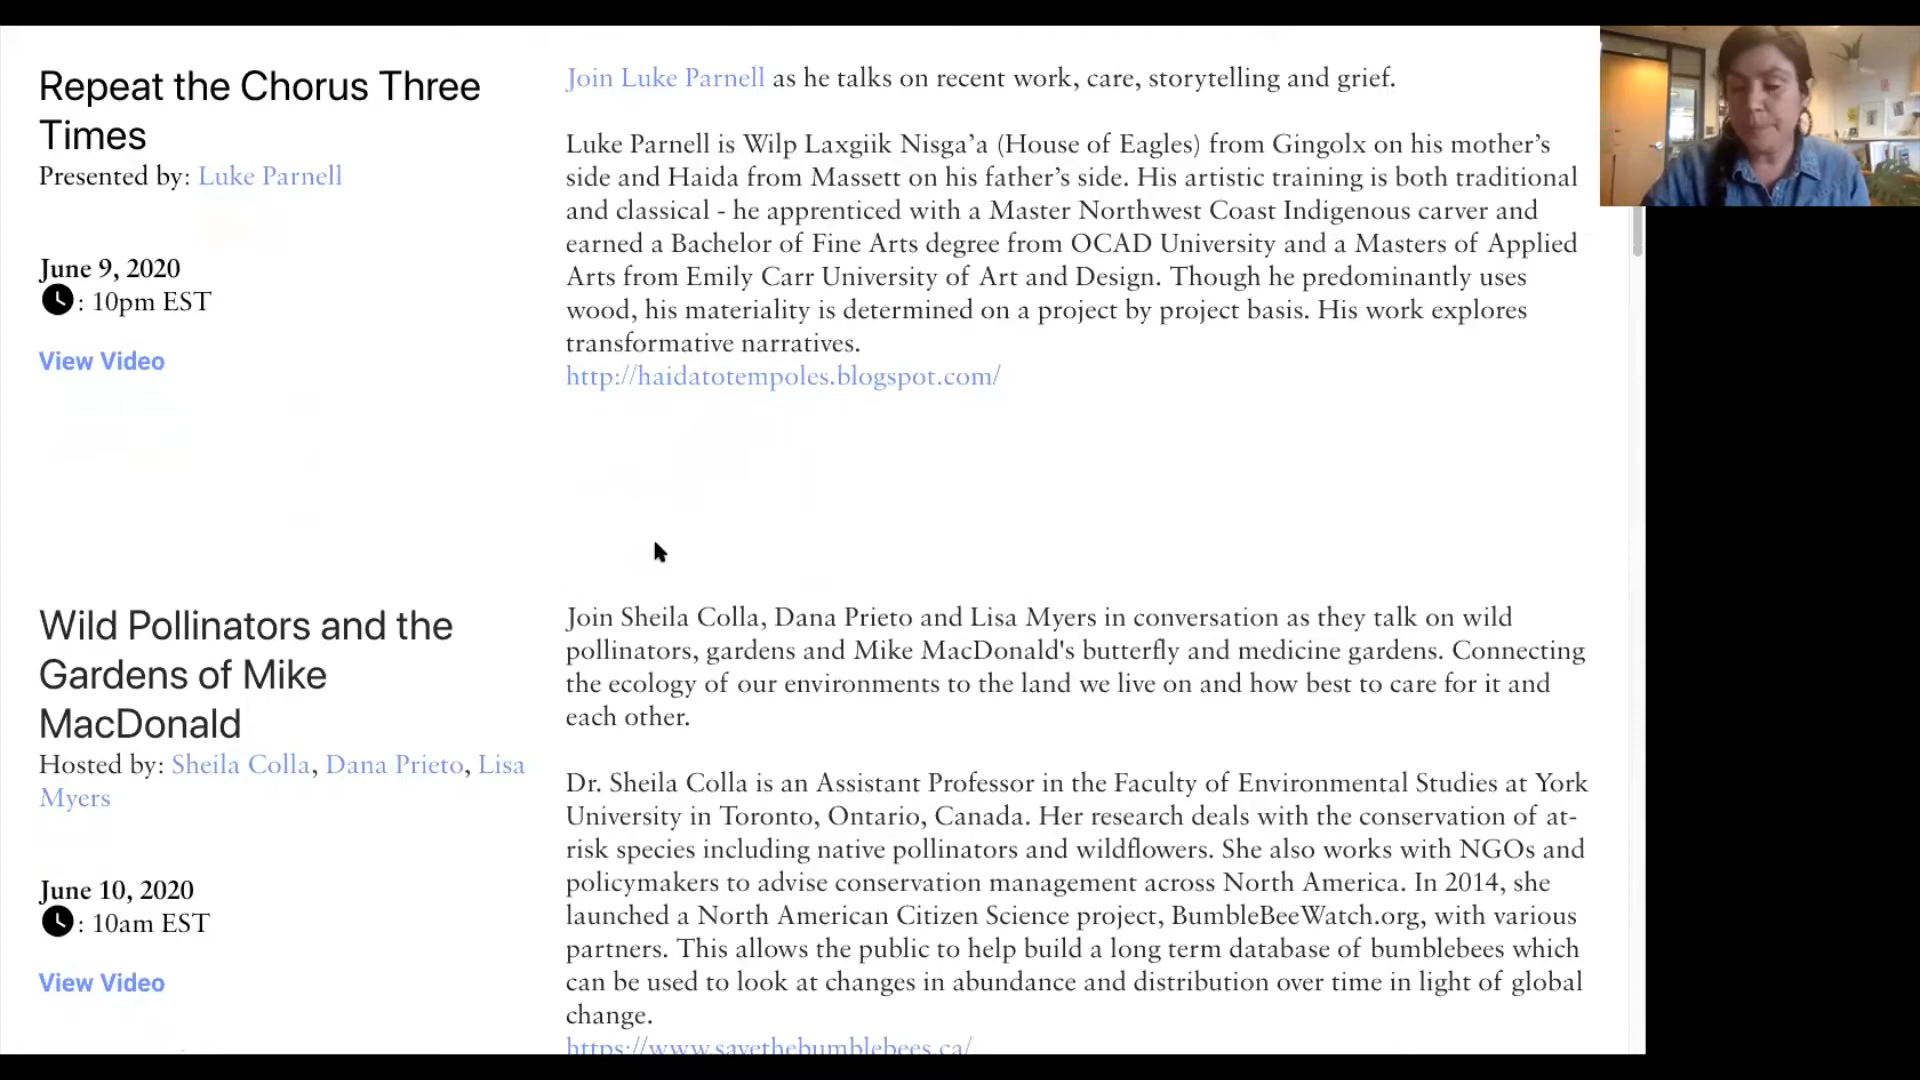 Repeat the Chorus Three
Times
Presented by: Luke Parnell
June 9, 2020
: 10pm EST
View Video
Join Luke Parnell as he talks on recent work, care, storytelling and grief.
Luke Parnell is Wilp Laxgiik Nisga’a (House of Eagles) from Gingolx on his mother’s
side and Haida from Massett on his father’s side. His artistic training is both traditional
and classical - he apprenticed with a Master Northwest Coast Indigenous carver and
earned a Bachelor of Fine Arts degree from OCAD University and a Masters of Applied
Arts from Emily Carr University of Art and Design. Though he predominantly uses
wood, his materiality is determined on a project by project basis. His work explores
transformative narratives.
http://haidatotempoles.blogspot.com/
Wild Pollinators and the
Gardens of Mike
MacDonald
Hosted by: Sheila Colla, Dana Prieto, Lisa
Myers
June 10, 2020
: 10am EST
View Video
Join Sheila Colla, Dana Prieto and Lisa Myers in conversation as they talk on wild
pollinators, gardens and Mike MacDonald's butterfly and medicine gardens. Connecting
the ecology of our environments to the land we live on and how best to care for it and
each other.
Dr. Sheila Colla is an Assistant Professor in the Faculty of Environmental Studies at York
University in Toronto, Ontario, Canada. Her research deals with the conservation of at-
risk species including native pollinators and wildflowers. She also works with NGOs and
policymakers to advise conservation management across North America. In 2014, she
launched a North American Citizen Science project, BumbleBeeWatch.org, with various
partners. This allows the public to help build a long term database of bumblebees which
can be used to look at changes in abundance and distribution over time in light of global
change.
https://www.savethebumblebees.ca/